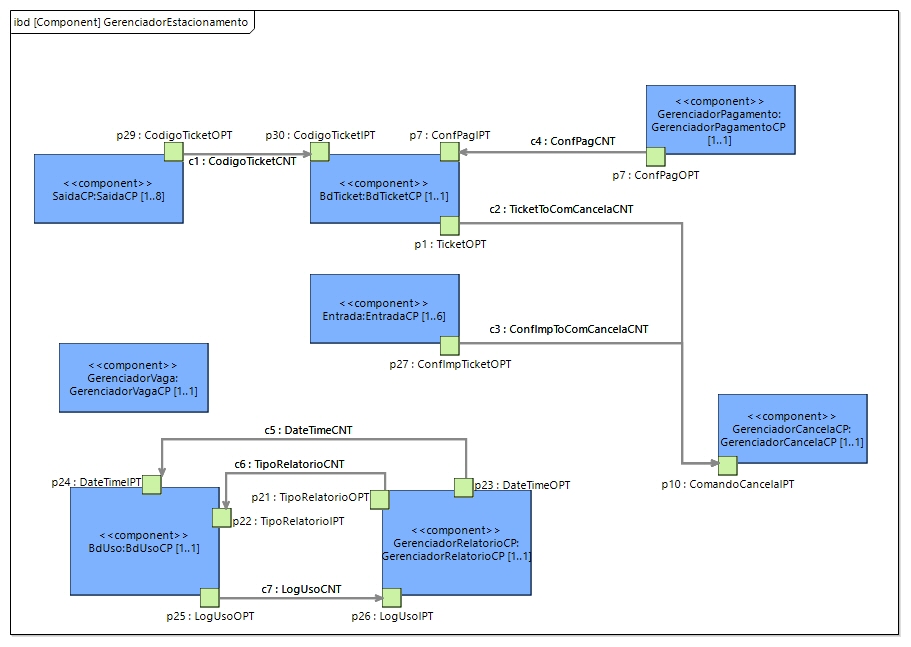 ibd [Component] GerenciadorEstacionamento
<<component>>
GerenciadorPagamento:
GerenciadorPagamentoCP
[1..1]
p29 : CodigoTicketOPT
p30 : CodigoTicketIPT
p7 : ConfPagIPT
c4 : ConfPagCNT
c1 : CodigoTicketCNT
p7 : ConfPagOPT
<<component>>
SaidaCP:SaidaCP [1..8]
<<component>>
BdTicket:BdTicketCP [1..1]
c2 : TicketToComCancelaCNT
p1 : TicketOPT
<<component>>
Entrada:EntradaCP [1..6]
c3 : ConfImpToComCancelaCNT
p27 : ConfImpTicketOPT
<<component>>
GerenciadorVaga:
GerenciadorVagaCP [1..1]
<<component>>
GerenciadorCancelaCP:
GerenciadorCancelaCP [1..1]
p10 : ComandoCancelaIPT
c5 : DateTimeCNT
c6 : TipoRelatorioCNT
p24 : DateTimeIPT
p21 : TipoRelatorioOPT
p23 : DateTimeOPT
p22 : TipoRelatorioIPT
<<component>>
BdUso:BdUsoCP [1..1]
<<component>>
GerenciadorRelatorioCP:
GerenciadorRelatorioCP [1..1]
c7 : LogUsoCNT
p25 : LogUsoOPT
p26 : LogUsoIPT